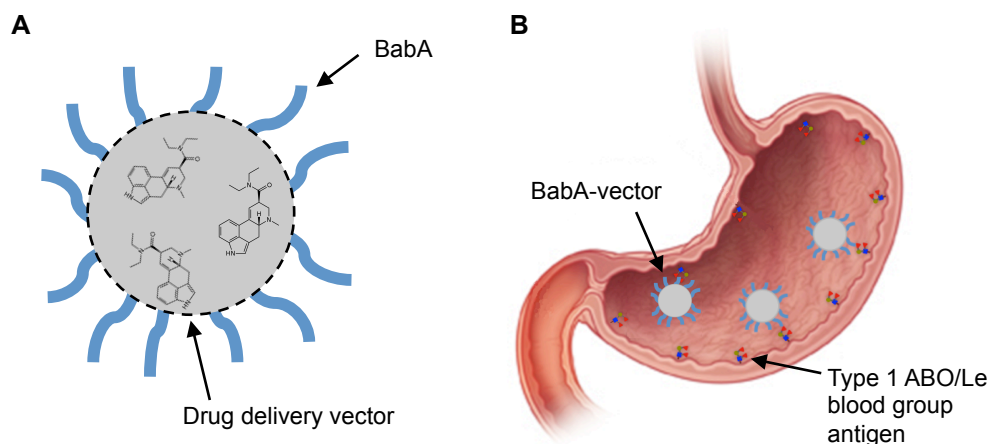 A
BabA
Drug delivery vector
B
BabA-vector
Type 1 ABO/Le
blood group
antigen